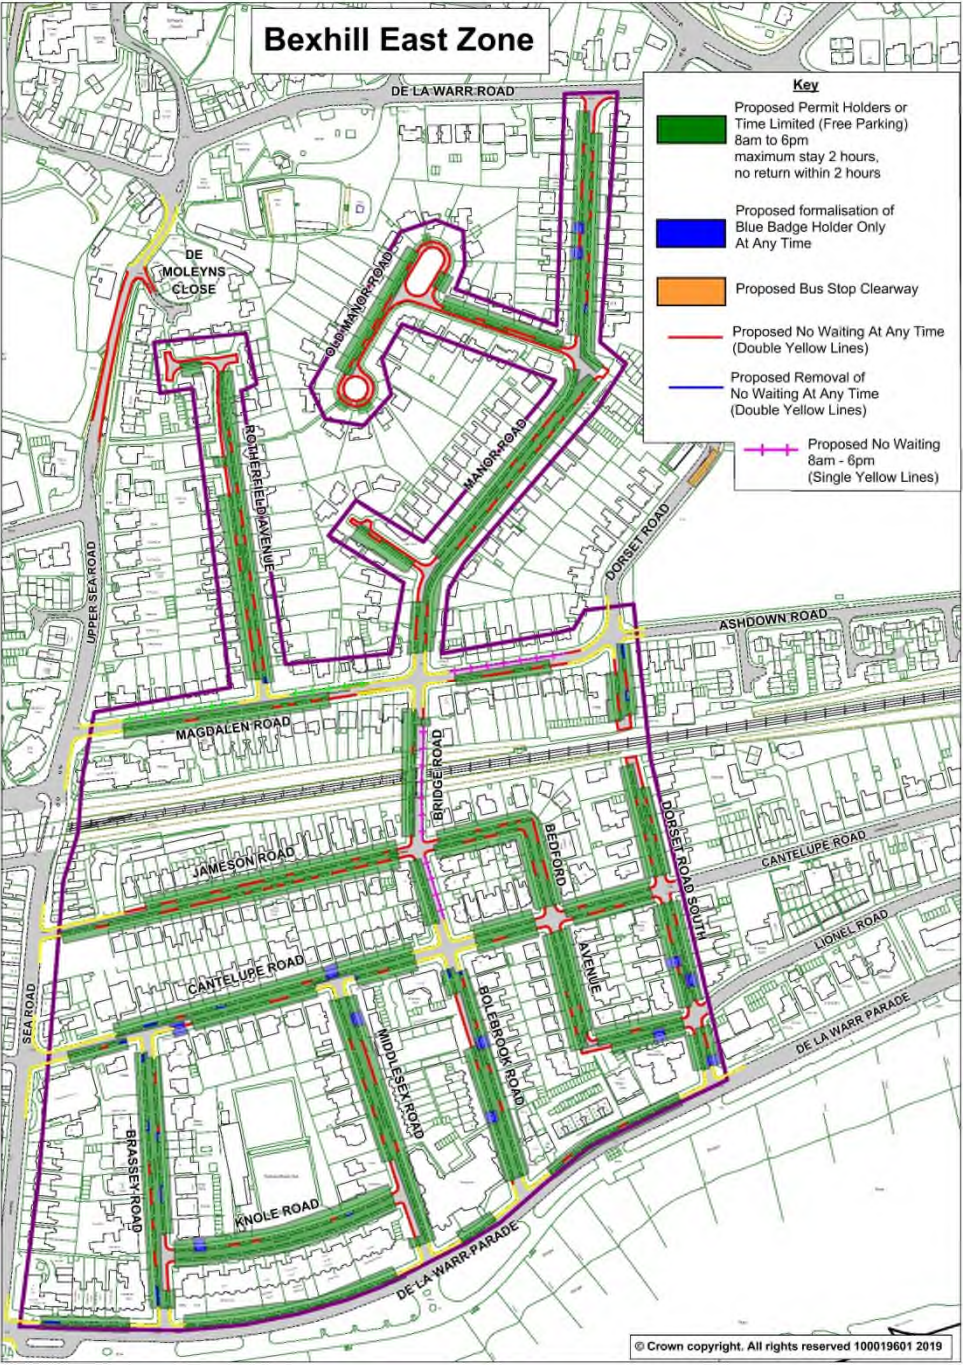 Bexhill East Zone
DE LA WARR ROAD
Key
Proposed Permit Holders or
Time Limited (Free Parking)
8am to 6pm
maximum stay 2 hours,
no return within 2 hours
Proposed formalisation of
Blue Badge Holder Only
At Any Time
Proposed Bus Stop Clearway
Proposed No Waiting At Any Time
(Double Yellow Lines)
Proposed Removal of
No Waiting At Any Time
(Double Yellow Lines)
Proposed No Waiting
8am - 6pm
(Single Yellow Lines)
DE
MOLEYNS
CLOSE
OLD MANOR ROAD
ROTHERFIELD AVENUE
MANOR ROAD
DORSET ROAD
UPPER SEA ROAD
ASHDOWN ROAD
MAGDALEN ROAD
BRIDGE ROAD
JAMESON ROAD
BEDFORD
AVENUE
DORSET ROAD SOUTH
CANTELUPE ROAD
LIONEL ROAD
CANTELUPE ROAD
SEA ROAD
BOLEBROOK ROAD
MIDDLESEX ROAD
DE LA WARR PARADE
BRASSEY ROAD
KNOLE ROAD
DE LA WARR PARADE
© Crown copyright. All rights reserved 100019601 2019